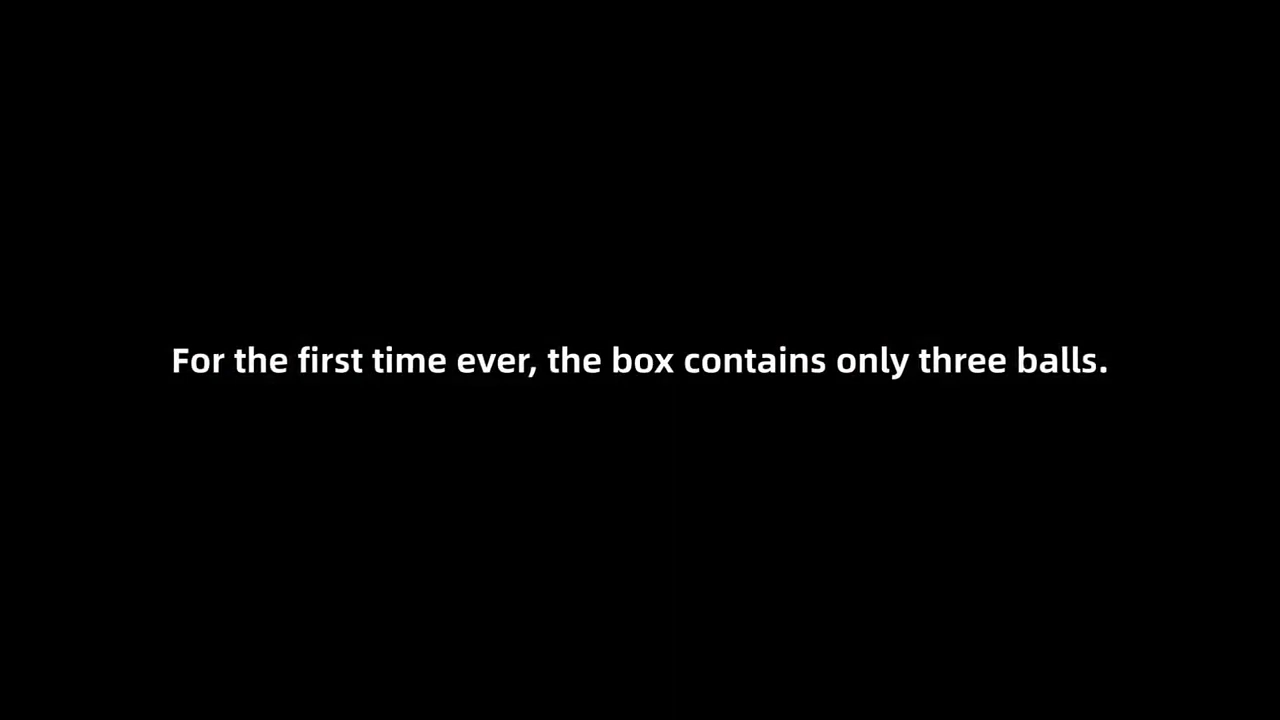 For the first time ever, the box contains only three balls.